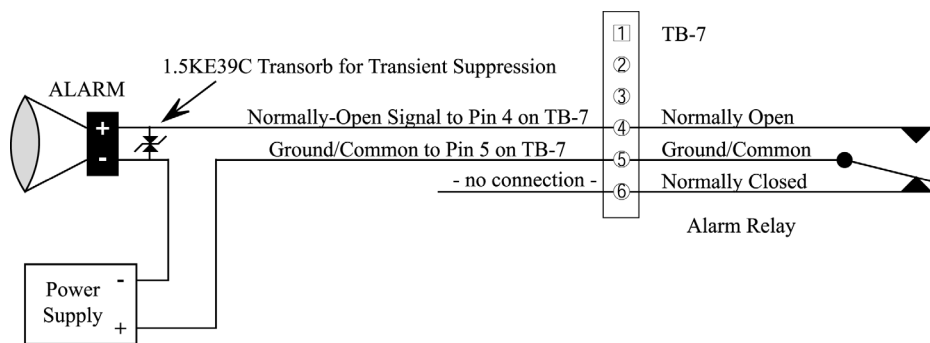 1 TB-7
1.5KE39C Transorb for Transient Suppression
2
ALARM
3
+ Normally-Open Signal to Pin 4 on TB-7 4 Normally Open
- Ground/Common to Pin 5 on TB-7 5 Ground/Common
- no connection - 6 Normally Closed
Alarm Relay
-
Power
Supply +